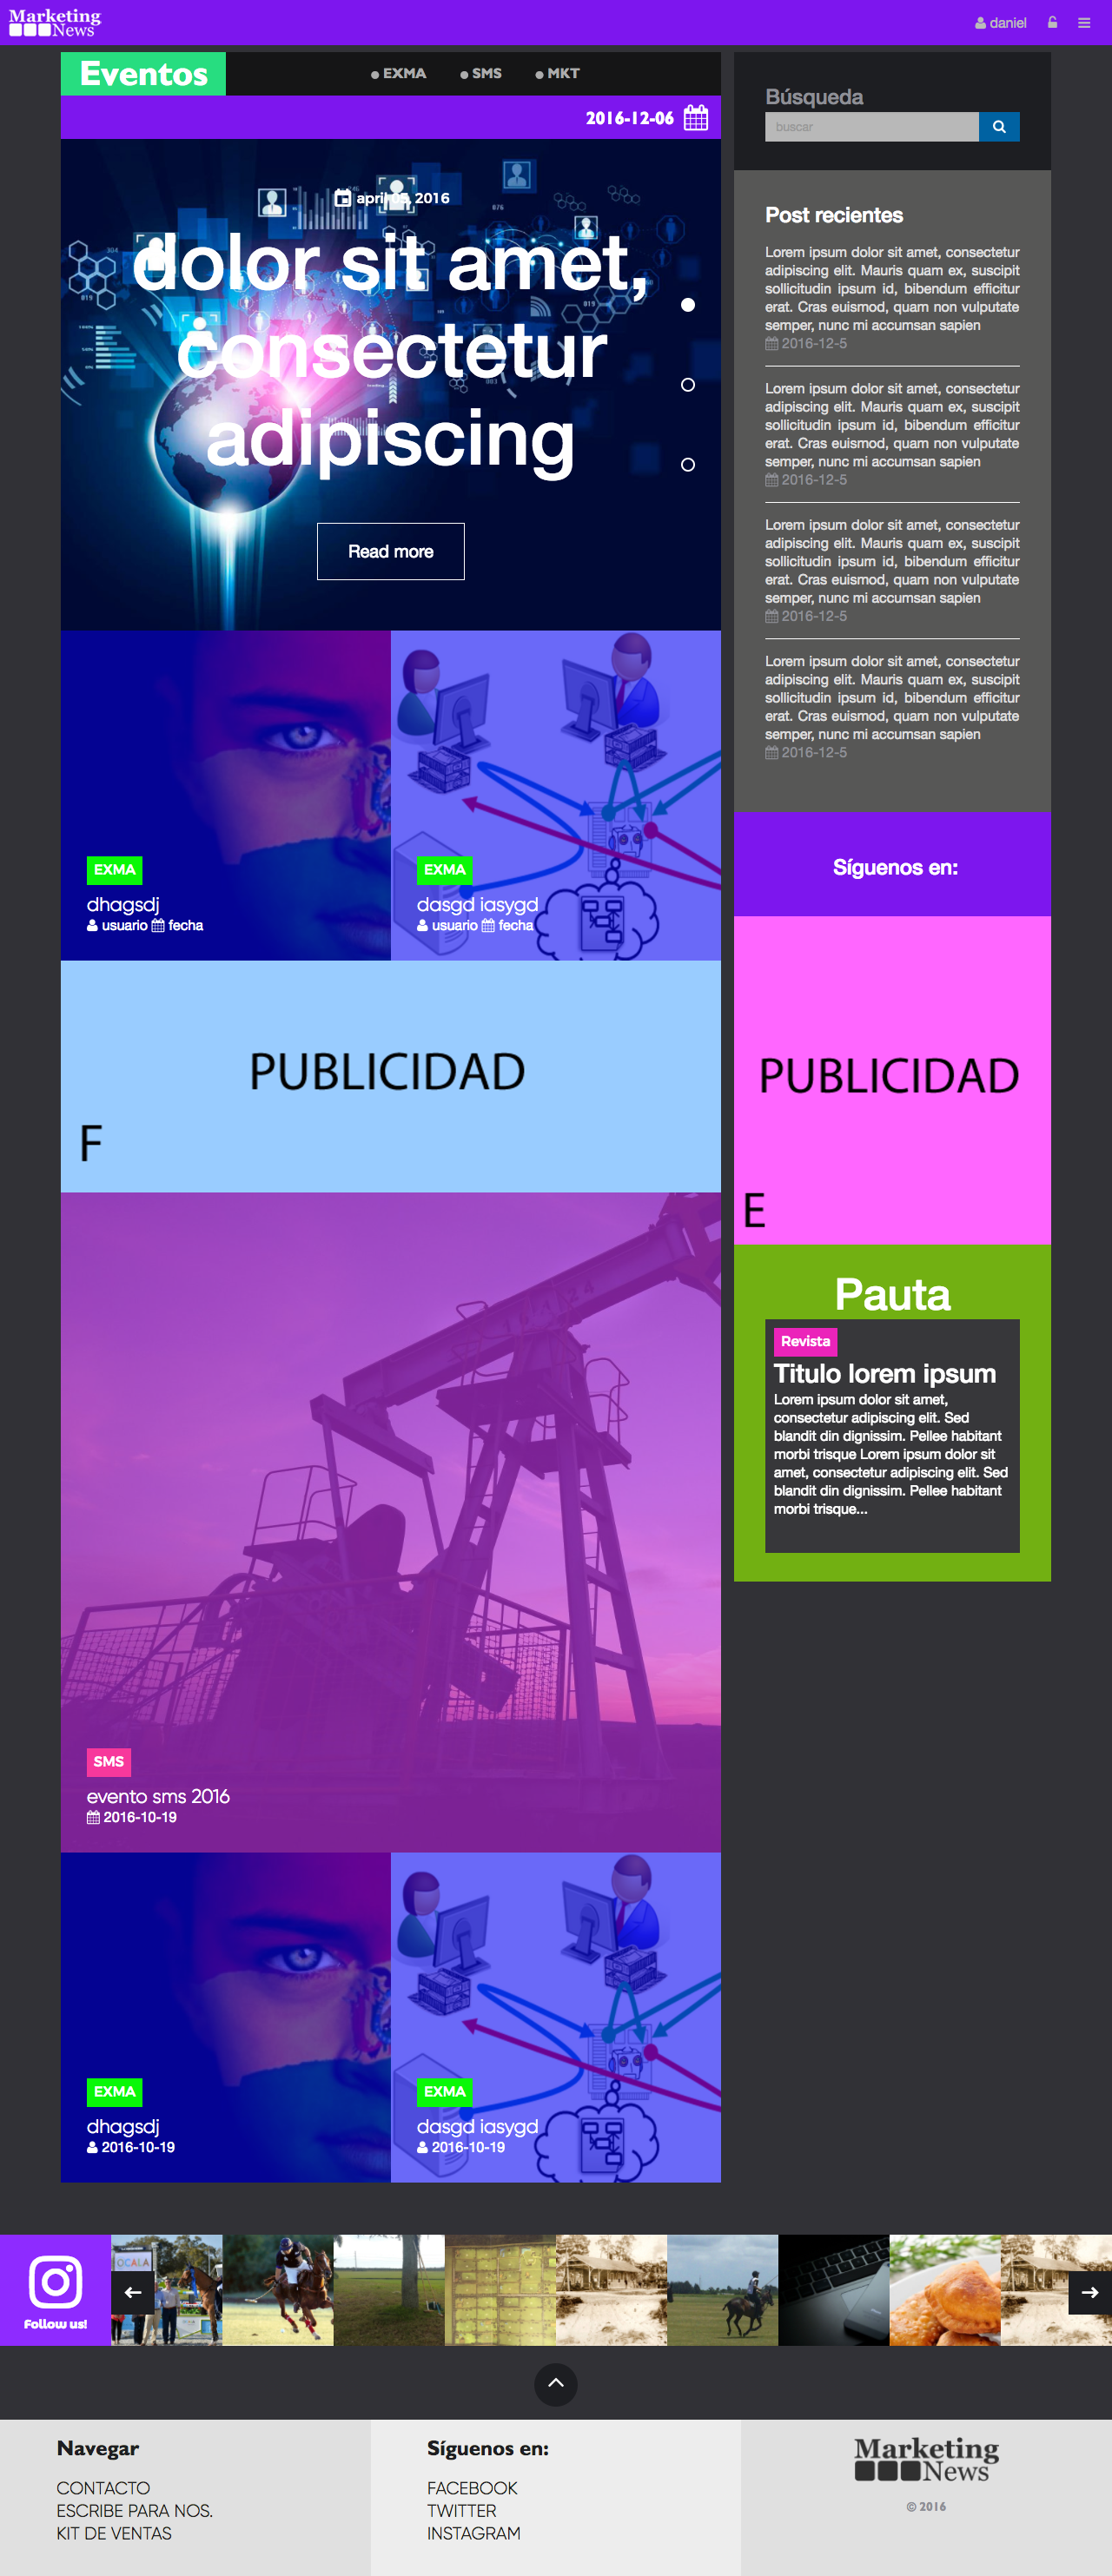 Marketing
News
daniel
Eventos
EXMA
SMS
MKT
2016-12-06
april 05, 2016
dolor sit amet,
consectetur
adipiscing
Read more
EXMA
dhagsdj
usuario fecha
EXMA
dasgd iasygd
usuario fecha
PUBLICIDAD
F
SMS
evento sms 2016
2016-10-19
EXMA
dhagsdj
2016-10-19
EXMA
dasgd iasygd
2016-10-19
Búsqueda
buscar
Post recientes
Lorem ipsum dolor sit amet, consectetur
adipiscing elit. Mauris quam ex, suscipit
sollicitudin ipsum id, bibendum efficitur
erat. Cras euismod, quam non vulputate
semper, nunc mi accumsan sapien
2016-12-5
Lorem ipsum dolor sit amet, consectetur
adipiscing elit. Mauris quam ex, suscipit
sollicitudin ipsum id, bibendum efficitur
erat. Cras euismod, quam non vulputate
semper, nunc mi accumsan sapien
2016-12-5
Lorem ipsum dolor sit amet, consectetur
adipiscing elit. Mauris quam ex, suscipit
sollicitudin ipsum id, bibendum efficitur
erat. Cras euismod, quam non vulputate
semper, nunc mi accumsan sapien
2016-12-5
Lorem ipsum dolor sit amet, consectetur
adipiscing elit. Mauris quam ex, suscipit
sollicitudin ipsum id, bibendum efficitur
erat. Cras euismod, quam non vulputate
semper, nunc mi accumsan sapien
2016-12-5
Síguenos en:
PUBLICIDAD
E
Pauta
Revista
Titulo lorem ipsum
Lorem ipsum dolor sit amet,
consectetur adipiscing elit. Sed
blandit din dignissim. Pellee habitant
morbi trisque Lorem ipsum dolor sit
amet, consectetur adipiscing elit. Sed
blandit din dignissim. Pellee habitant
morbi trisque...
Follow us!
OCALA
Navegar
CONTACTO
ESCRIBE PARA NOS.
KIT DE VENTAS
Síguenos en:
FACEBOOK
TWITTER
INSTAGRAM
Marketing
News
© 2016